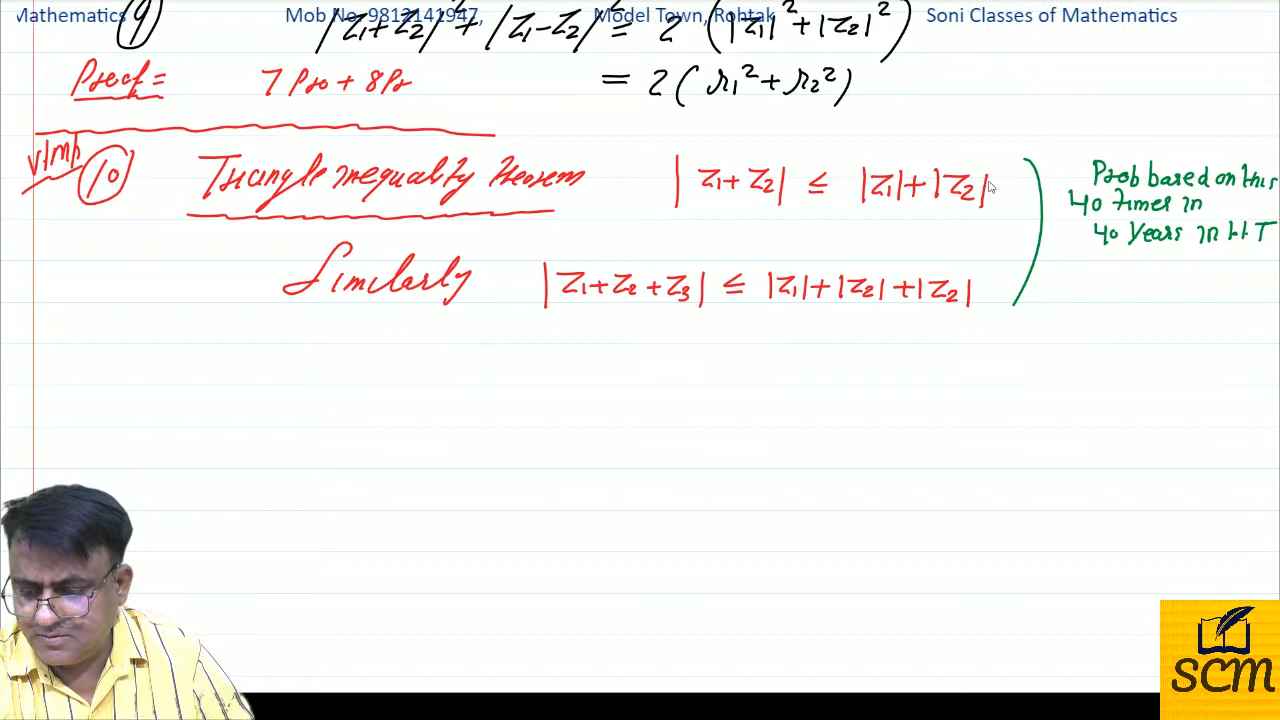 Mathematics Mob No. 9812141947, Model Town, Rohtak Soni Classes of Mathematics
9 |Z1+Z2|² + |Z1-Z2|² = 2 (|Z1|² + |Z2|²)
Proof = 7 Pro + 8 Pr = 2 ( r1² + r2² )
V.Imp 10 Triangle inequality theorem | Z1 + Z2 | ≤ |Z1| + |Z2|
Prob based on this
40 times in
40 Years in IIT
Similarly | Z1 + Z2 + Z3 | ≤ |Z1| + |Z2| + |Z2|
SCM